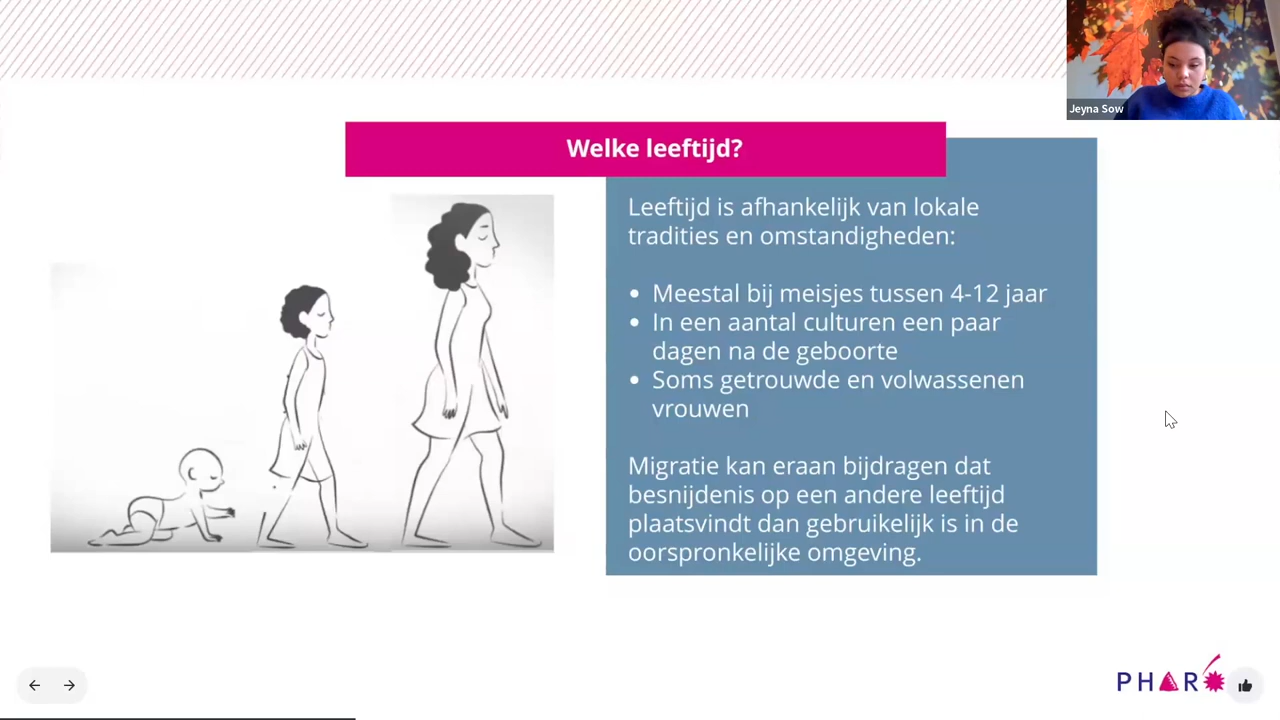 Jeyna Sow
Welke leeftijd?
Leeftijd is afhankelijk van lokale
tradities en omstandigheden:
• Meestal bij meisjes tussen 4-12 jaar
• In een aantal culturen een paar
dagen na de geboorte
• Soms getrouwde en volwassenen
vrouwen
Migratie kan eraan bijdragen dat
besnijdenis op een andere leeftijd
plaatsvindt dan gebruikelijk is in de
oorspronkelijke omgeving.
PHAROS